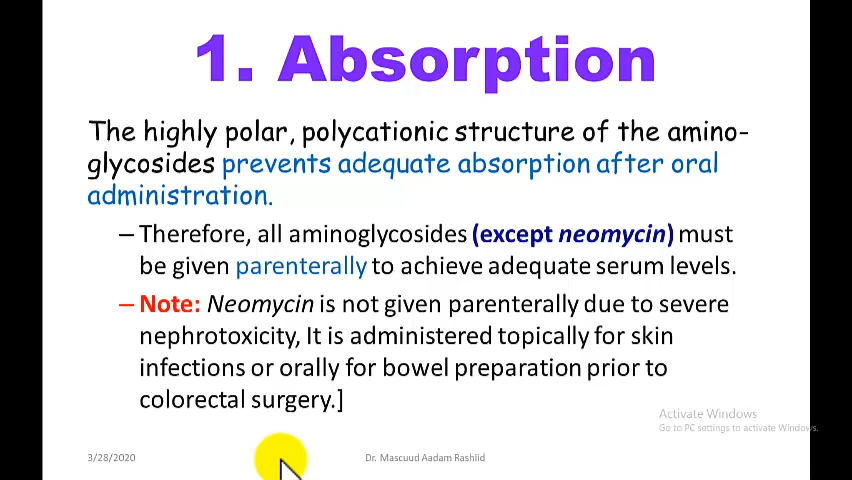 1. Absorption
The highly polar, polycationic structure of the amino-
glycosides prevents adequate absorption after oral
administration.
– Therefore, all aminoglycosides (except neomycin) must
be given parenterally to achieve adequate serum levels.
– Note: Neomycin is not given parenterally due to severe
nephrotoxicity, It is administered topically for skin
infections or orally for bowel preparation prior to
colorectal surgery.]
Activate Windows
Go to PC settings to activate Windows.
3/28/2020
Dr. Mascuud Aadam Rashiid